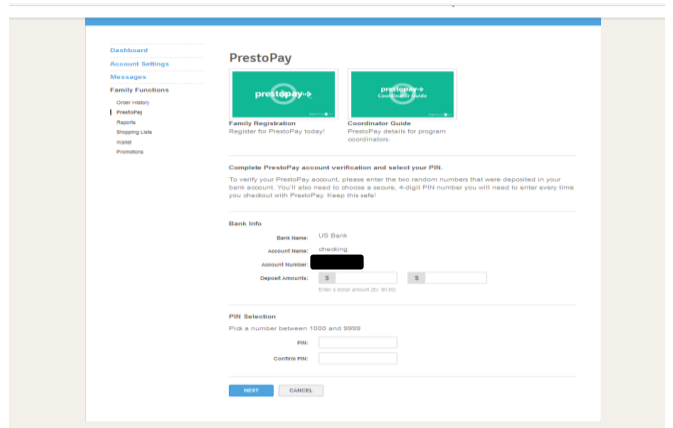 Dashboard
Account Settings
Messages
Family Functions
Order History
PrestoPay
Reports
Shopping Lists
Wallet
Promotions
PrestoPay
prestopay
prestopay
Coordinator Guide
Family Registration
Register for PrestoPay today!
Coordinator Guide
PrestoPay details for program
coordinators
Complete PrestoPay account verification and select your PIN.
To verify your PrestoPay account, please enter the two random numbers that were deposited in your
bank account. You'll also need to choose a secure, 4-digit PIN number you will need to enter every time
you checkout with PrestoPay. Keep this safe!
Bank Info
Bank Name: US Bank
Account Name: checking
Account Number:
Deposit Amounts: $ $
Enter a dollar amount (Ex: $0.00)
PIN Selection
Pick a number between 1000 and 9999
PIN:
Confirm PIN:
NEXT CANCEL